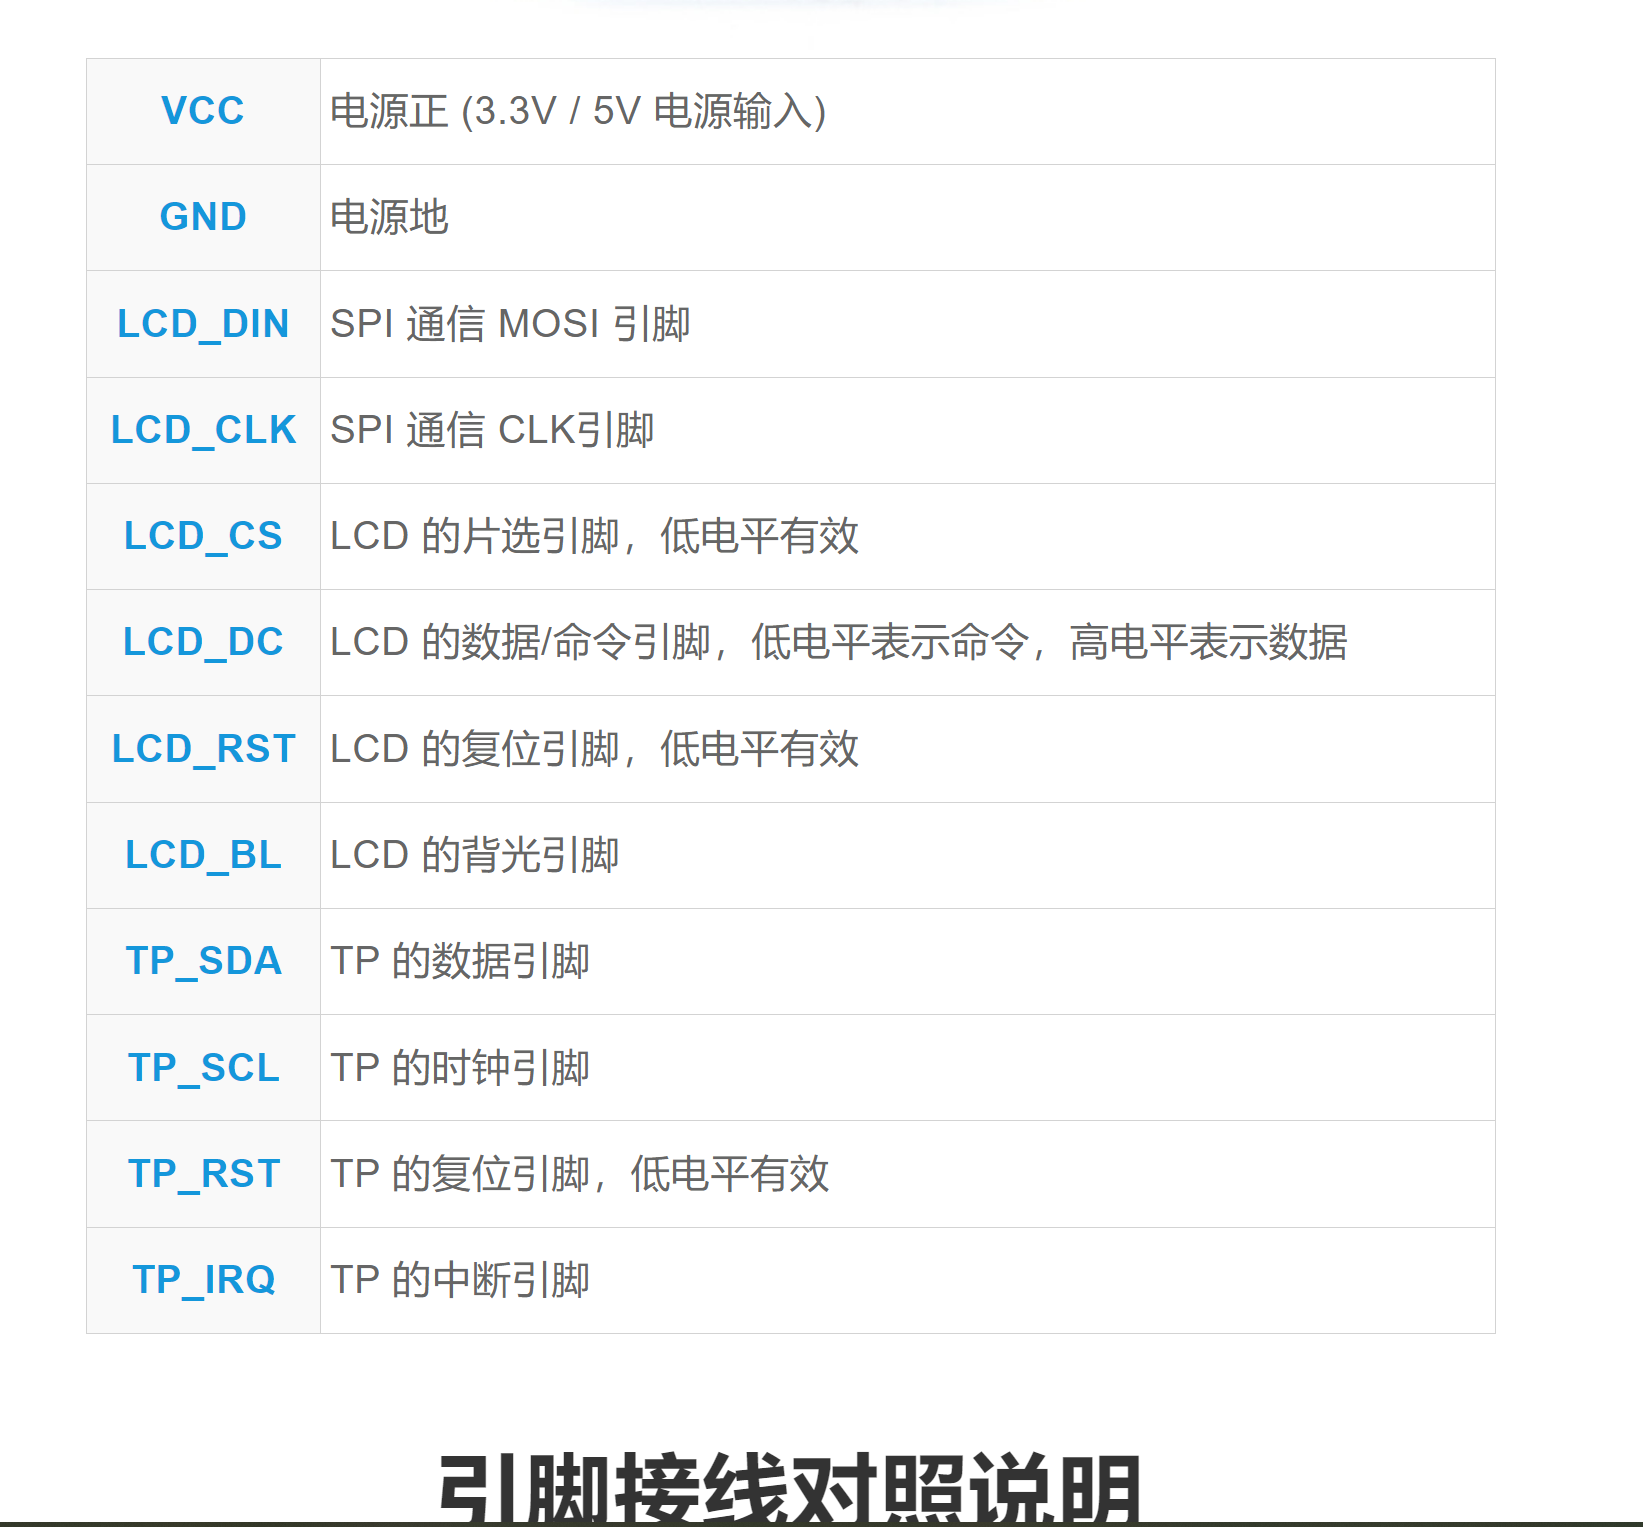 VCC 电源正 (3.3V / 5V 电源输入)
GND 电源地
LCD_DIN SPI 通信 MOSI 引脚
LCD_CLK SPI 通信 CLK引脚
LCD_CS LCD 的片选引脚，低电平有效
LCD_DC LCD 的数据/命令引脚，低电平表示命令，高电平表示数据
LCD_RST LCD 的复位引脚，低电平有效
LCD_BL LCD 的背光引脚
TP_SDA TP 的数据引脚
TP_SCL TP 的时钟引脚
TP_RST TP 的复位引脚，低电平有效
TP_IRQ TP 的中断引脚
引脚接线对照说明